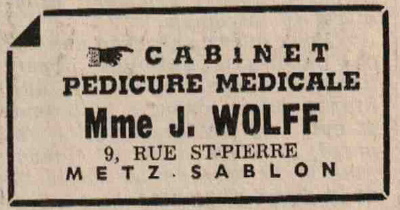 CABINET
PEDICURE MEDICALE
Mme J. WOLFF
9, RUE ST-PIERRE
METZ-SABLON